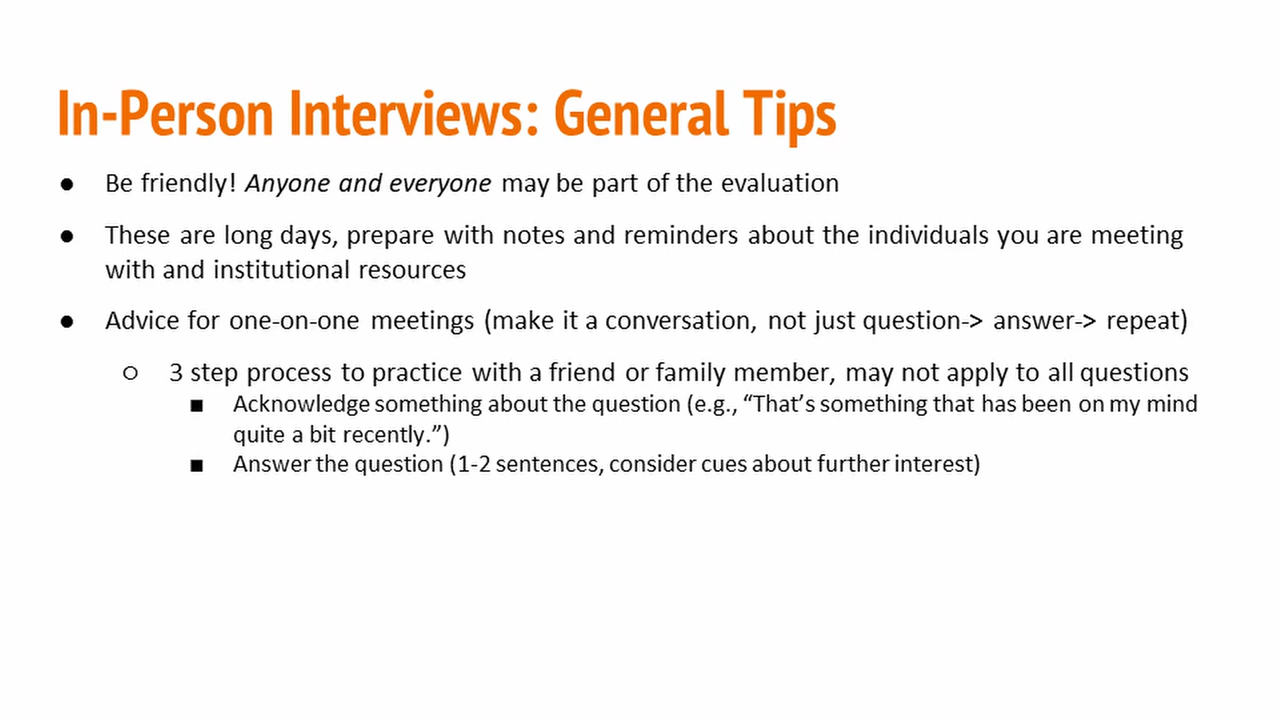 In-Person Interviews: General Tips
● Be friendly! Anyone and everyone may be part of the evaluation
● These are long days, prepare with notes and reminders about the individuals you are meeting
with and institutional resources
● Advice for one-on-one meetings (make it a conversation, not just question-> answer-> repeat)
○ 3 step process to practice with a friend or family member, may not apply to all questions
■ Acknowledge something about the question (e.g., “That’s something that has been on my mind
quite a bit recently.”)
■ Answer the question (1-2 sentences, consider cues about further interest)